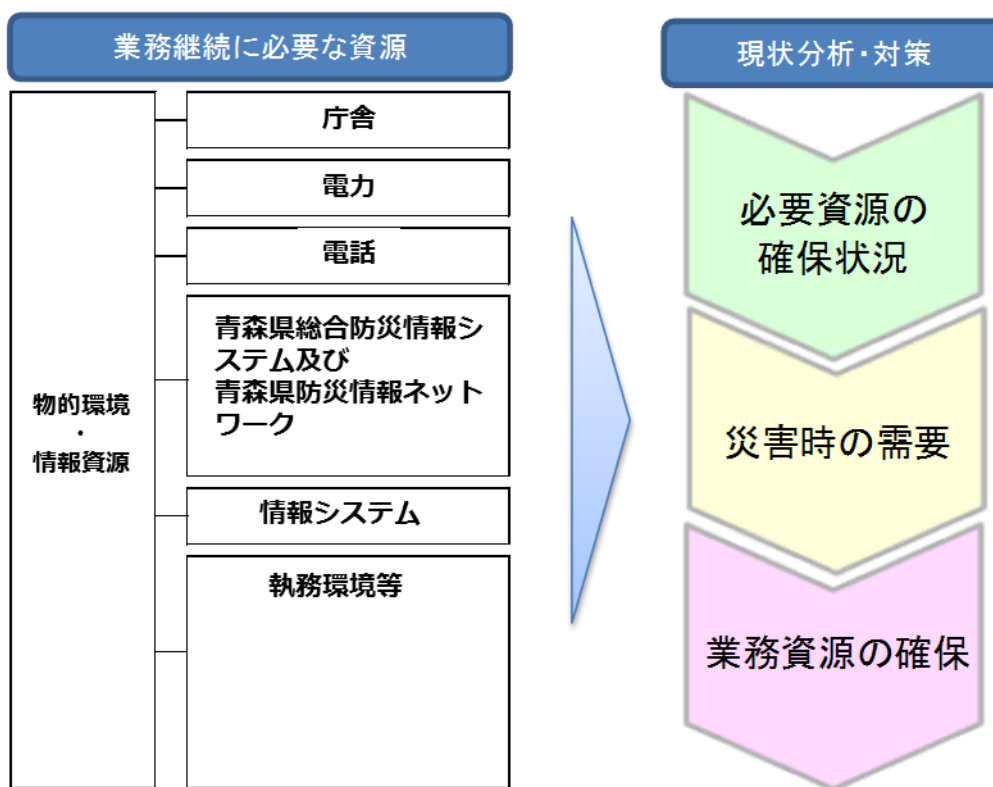 業務継続に必要な資源
物的環境
・
情報資源
庁舎
電力
電話
青森県総合防災情報シ
ステム及び
青森県防災情報ネット
ワーク
情報システム
執務環境等
現状分析・対策
必要資源の
確保状況
災害時の需要
業務資源の確保